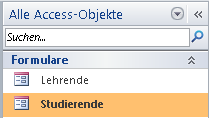 Alle Access-Objekte
Suchen...
Formulare
Lehrende
Studierende